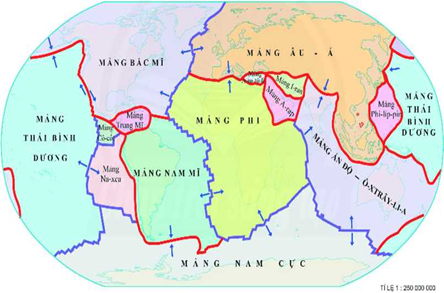 MẢNG BẮC MĨ
MẢNG ÂU - Á
MẢNG
THÁI BÌNH
DƯƠNG
Mảng
Cô-cốt
Mảng
Trung Mĩ
MẢNG PHI
Mảng I-ran
Mảng A-rap
MẢNG
THÁI BÌNH
DƯƠNG
Mảng
Phi-lip-pin
Mảng
Na-xca
MẢNG NAM MĨ
MẢNG ẤN ĐỘ – Ô-XTRÂY-LI-A
MẢNG NAM CỰC
TỈ LỆ 1 : 250 000 000